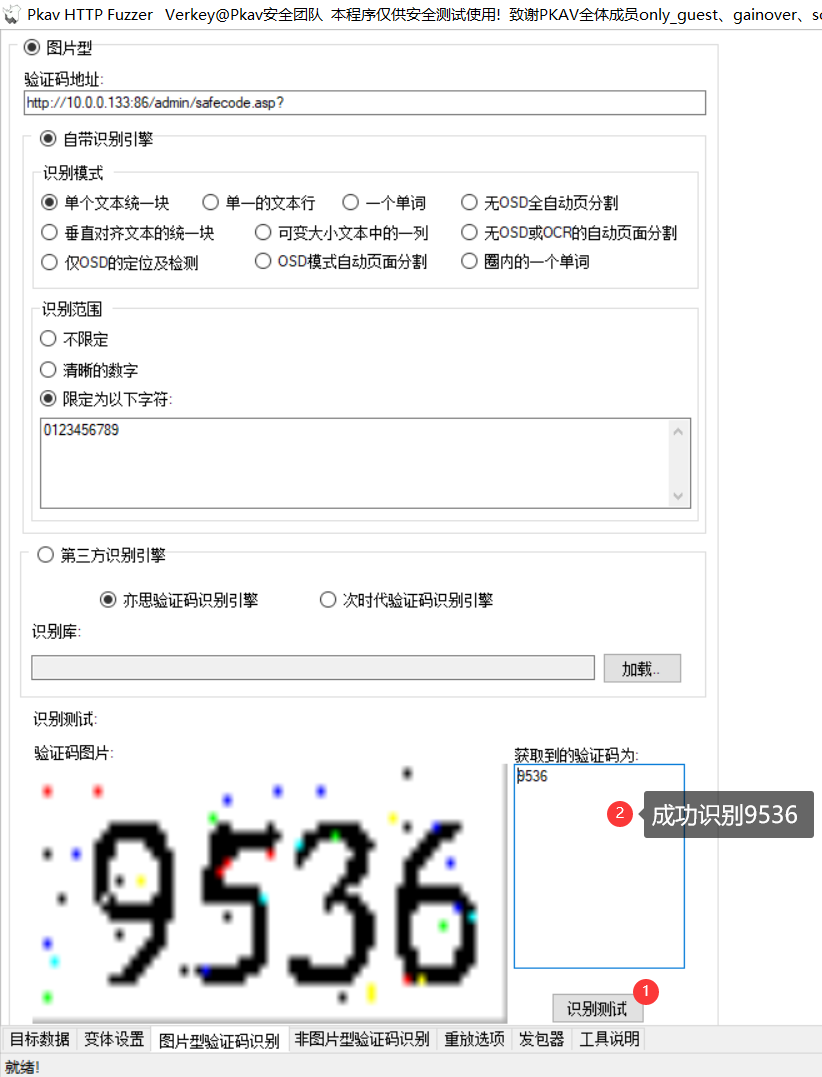 Pkav HTTP Fuzzer Verkey@Pkav安全团队 本程序仅供安全测试使用! 致谢PKAV全体成员only_guest、gainover、
图片型
验证码地址:
http://10.0.0.133:86/admin/safecode.asp?
自带识别引擎
识别模式
单个文本统一块 单一的文本行 一个单词 无OSD全自动页分割
垂直对齐文本的统一块 可变大小文本中的一列 无OSD或OCR的自动页面分割
仅OSD的定位及检测 OSD模式自动页面分割 圈内的一个单词
识别范围
不限定
清晰的数字
限定为以下字符:
0123456789
第三方识别引擎
亦思验证码识别引擎 次时代验证码识别引擎
识别库:
加载..
识别测试:
验证码图片: 获取到的验证码为:
9536
9536
2 成功识别9536
1
识别测试
目标数据 变体设置 图片型验证码识别 非图片型验证码识别 重放选项 发包器 工具说明
就绪!